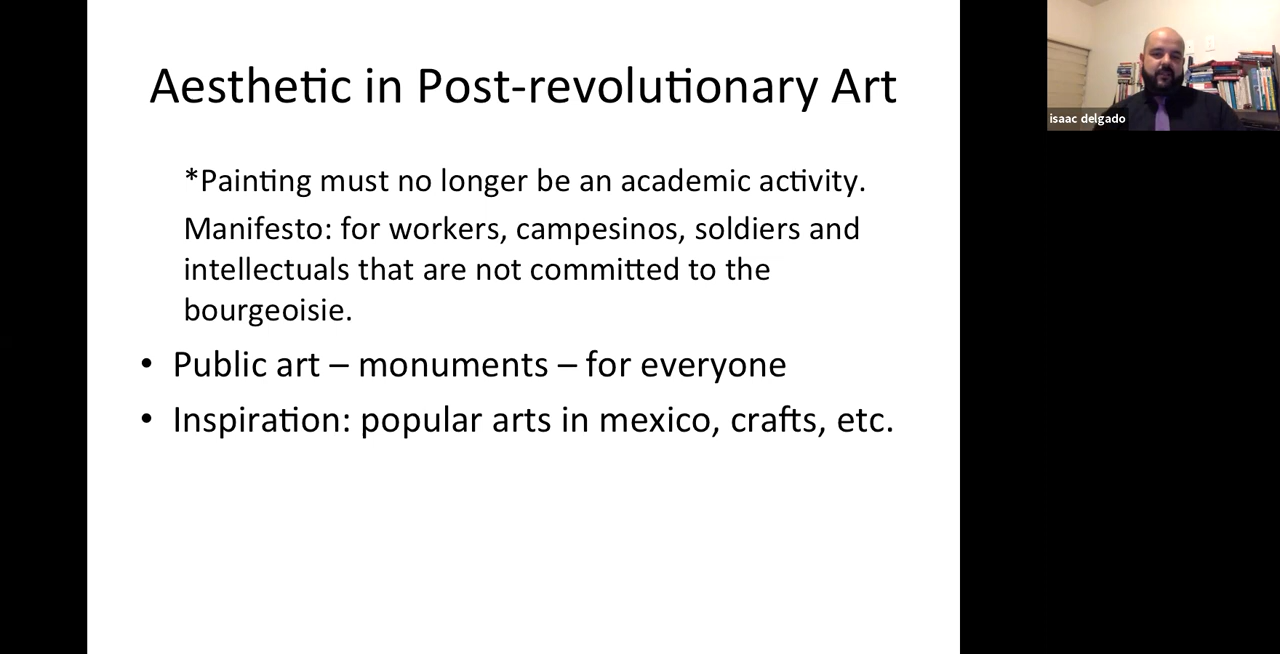 Aesthetic in Post-revolutionary Art
*Painting must no longer be an academic activity.
Manifesto: for workers, campesinos, soldiers and
intellectuals that are not committed to the
bourgeoisie.
• Public art – monuments – for everyone
• Inspiration: popular arts in mexico, crafts, etc.
isaac delgado